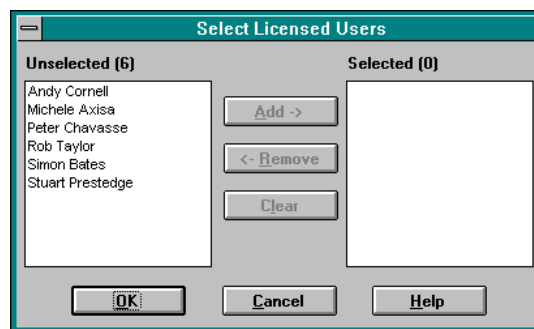 Select Licensed Users
Unselected (6)
Selected (0)
Andy Cornell
Michele Axisa
Peter Chavasse
Rob Taylor
Simon Bates
Stuart Prestedge
Add ->
<- Remove
Clear
OK
Cancel
Help